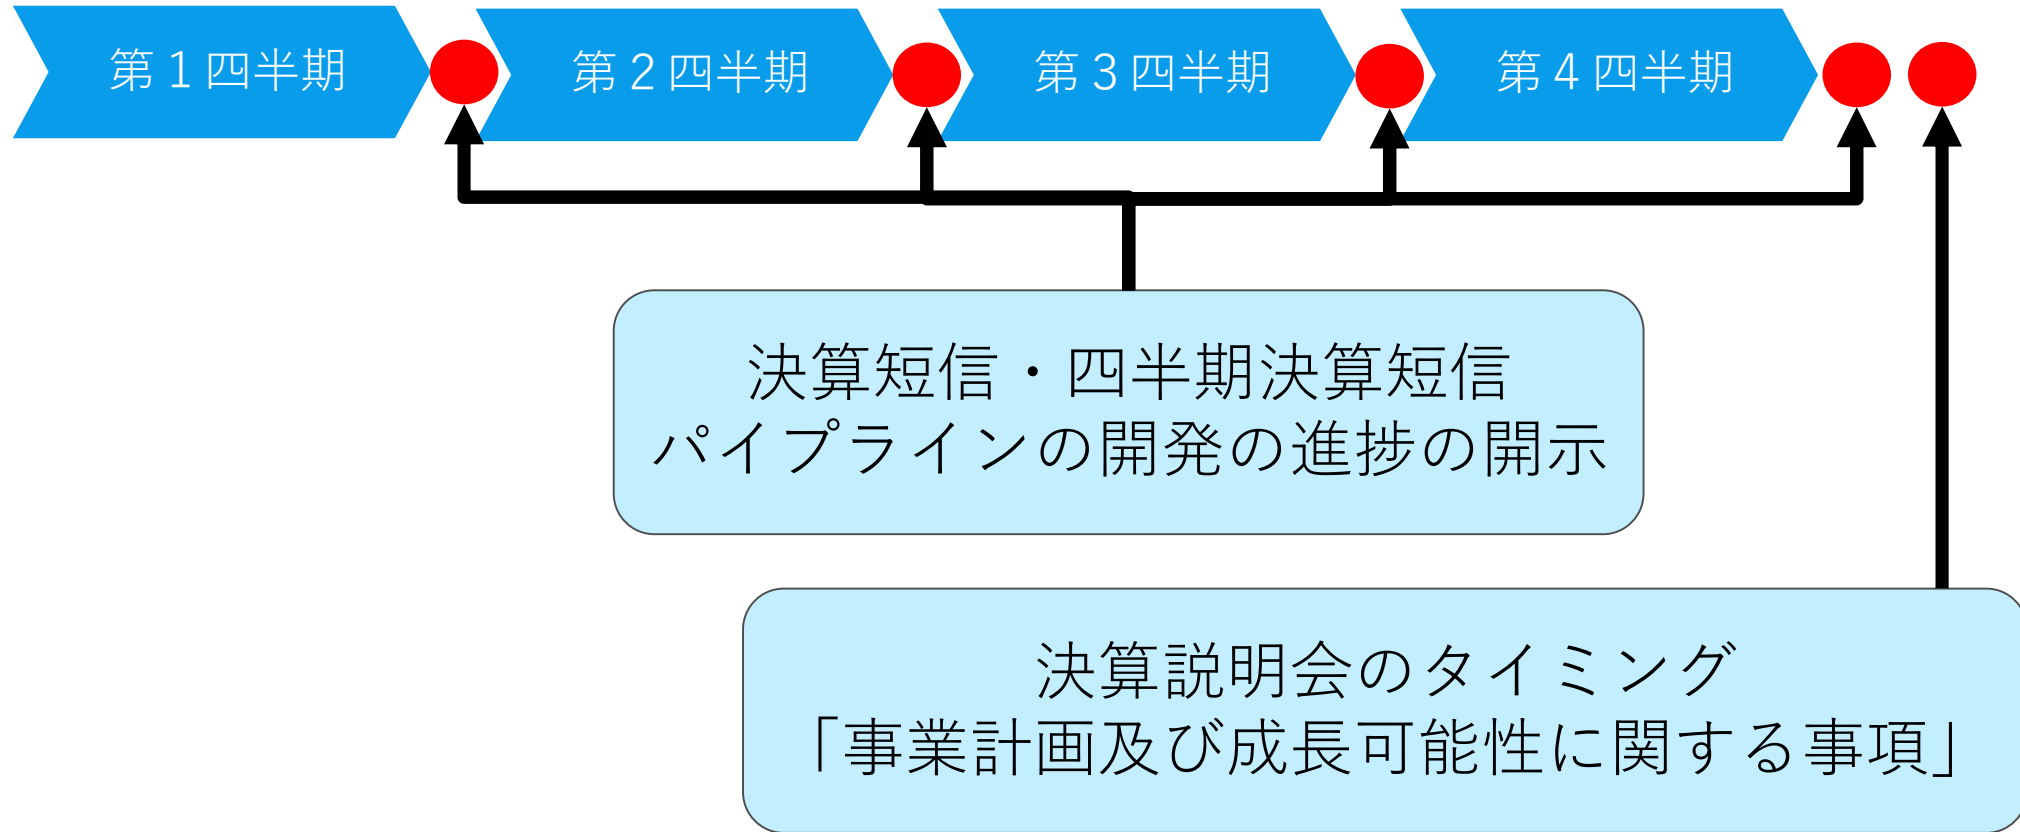 第１四半期
第２四半期
第３四半期
第４四半期
決算短信・四半期決算短信
パイプラインの開発の進捗の開示
決算説明会のタイミング
「事業計画及び成長可能性に関する事項」